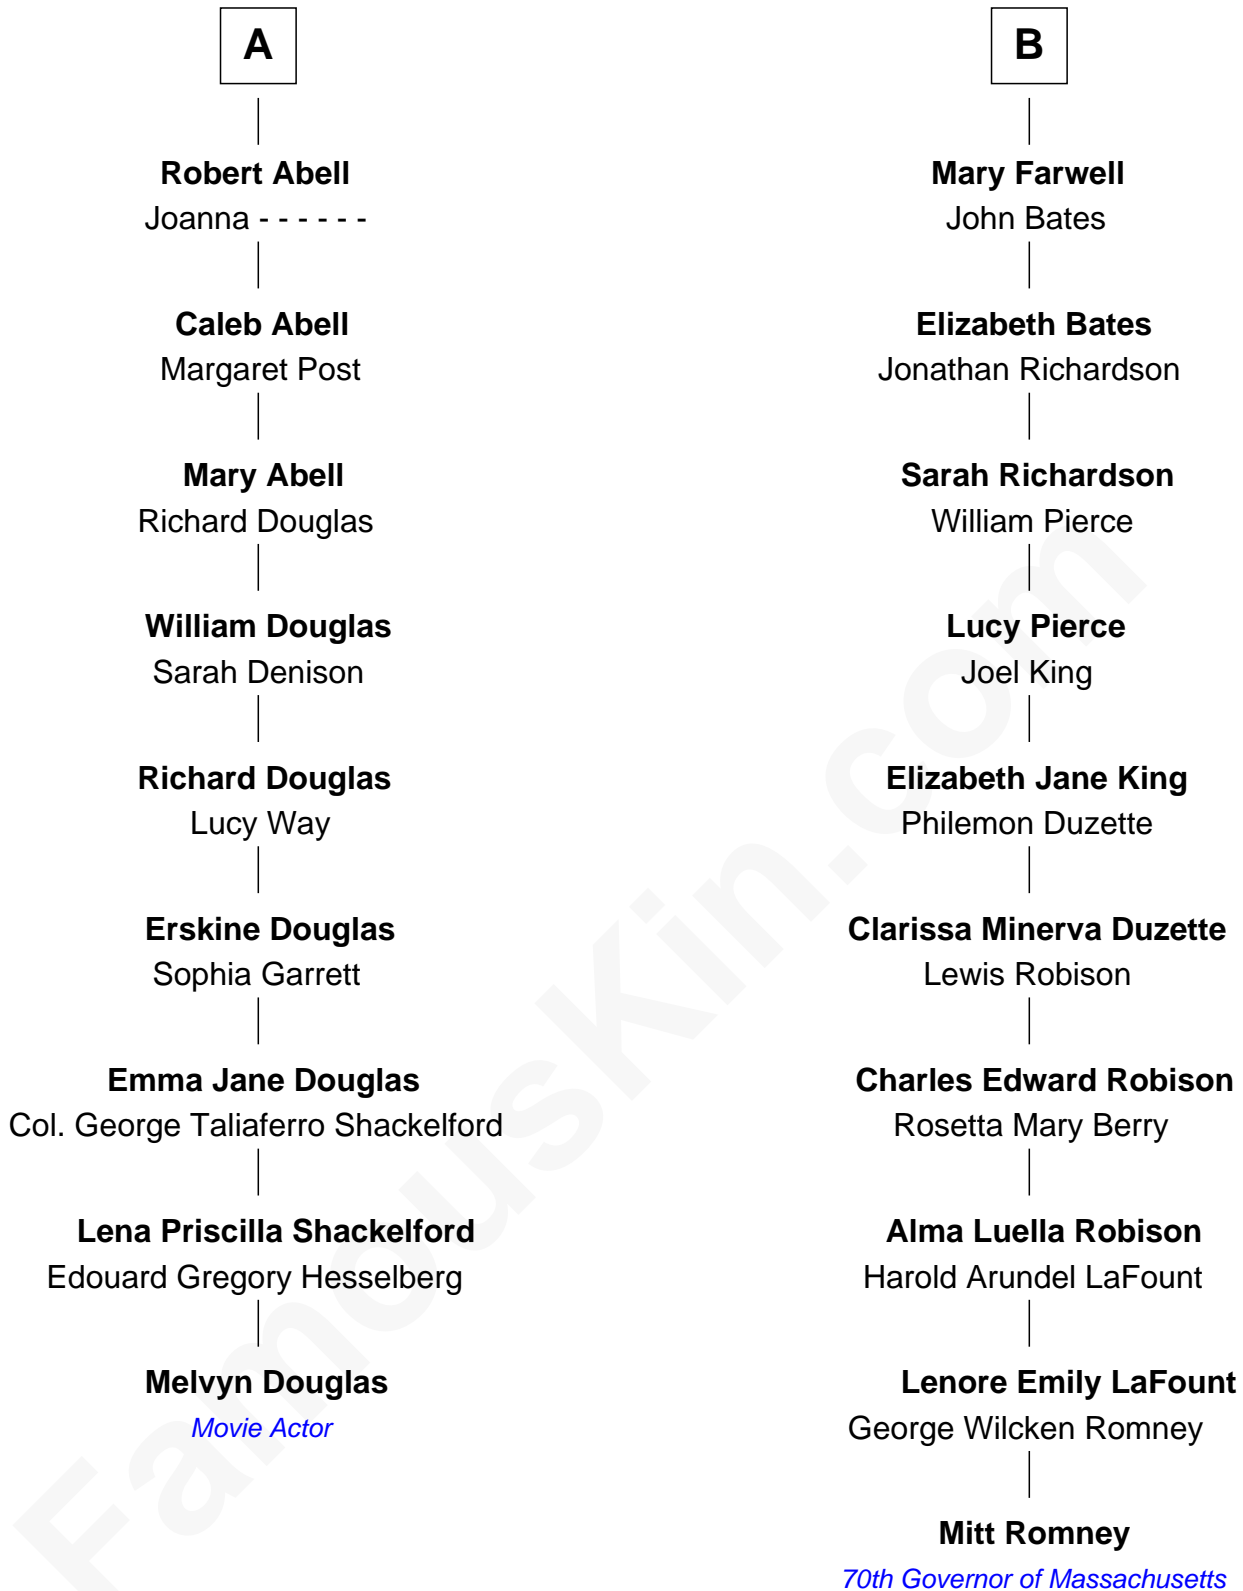 A
Robert Abell
Joanna - - - - - -
Caleb Abell
Margaret Post
Mary Abell
Richard Douglas
William Douglas
Sarah Denison
Richard Douglas
Lucy Way
Erskine Douglas
Sophia Garrett
Emma Jane Douglas
Col. George Taliaferro Shackelford
Lena Priscilla Shackelford
Edouard Gregory Hesselberg
Melvyn Douglas
Movie Actor
B
Mary Farwell
John Bates
Elizabeth Bates
Jonathan Richardson
Sarah Richardson
William Pierce
Lucy Pierce
Joel King
Elizabeth Jane King
Philemon Duzette
Clarissa Minerva Duzette
Lewis Robison
Charles Edward Robison
Rosetta Mary Berry
Alma Luella Robison
Harold Arundel LaFount
Lenore Emily LaFount
George Wilcken Romney
Mitt Romney
70th Governor of Massachusetts
FamousKin.com